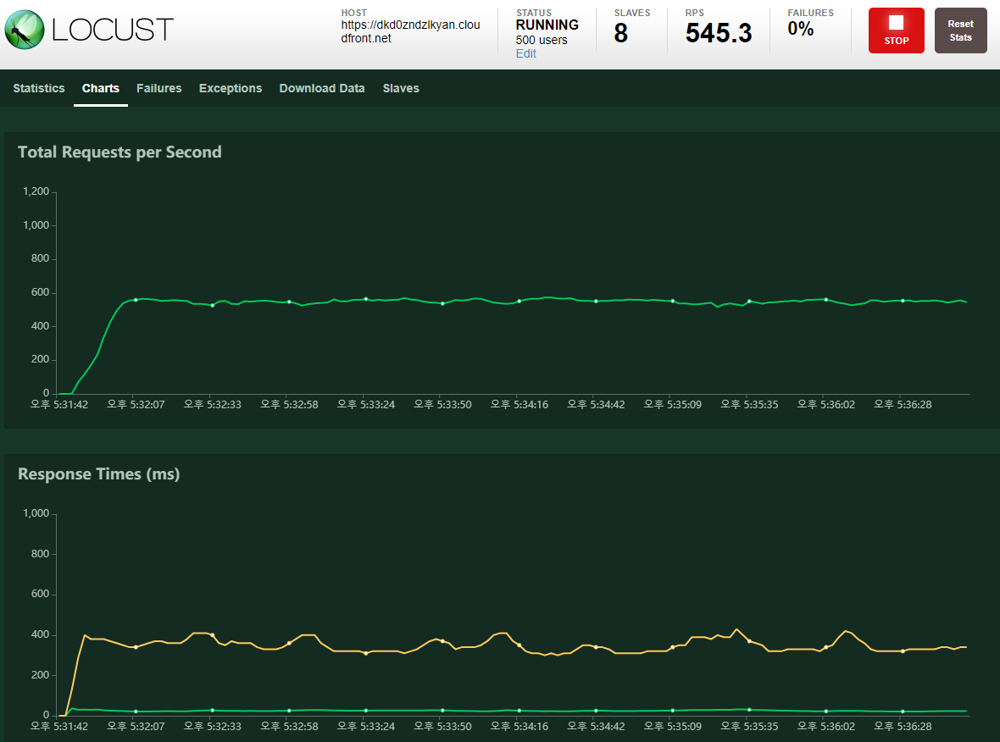 LOCUST
HOST
https://dkd0zndzlkyan.clou
dfront.net
STATUS
RUNNING
500 users
Edit
SLAVES
8
RPS
545.3
FAILURES
0%
STOP
Reset
Stats
Statistics Charts Failures Exceptions Download Data Slaves
Total Requests per Second
1,200
1,000
800
600
400
200
0
오후 5:31:42 오후 5:32:07 오후 5:32:33 오후 5:32:58 오후 5:33:24 오후 5:33:50 오후 5:34:16 오후 5:34:42 오후 5:35:09 오후 5:35:35 오후 5:36:02 오후 5:36:28
Response Times (ms)
1,000
800
600
400
200
0
오후 5:31:42 오후 5:32:07 오후 5:32:33 오후 5:32:58 오후 5:33:24 오후 5:33:50 오후 5:34:16 오후 5:34:42 오후 5:35:09 오후 5:35:35 오후 5:36:02 오후 5:36:28